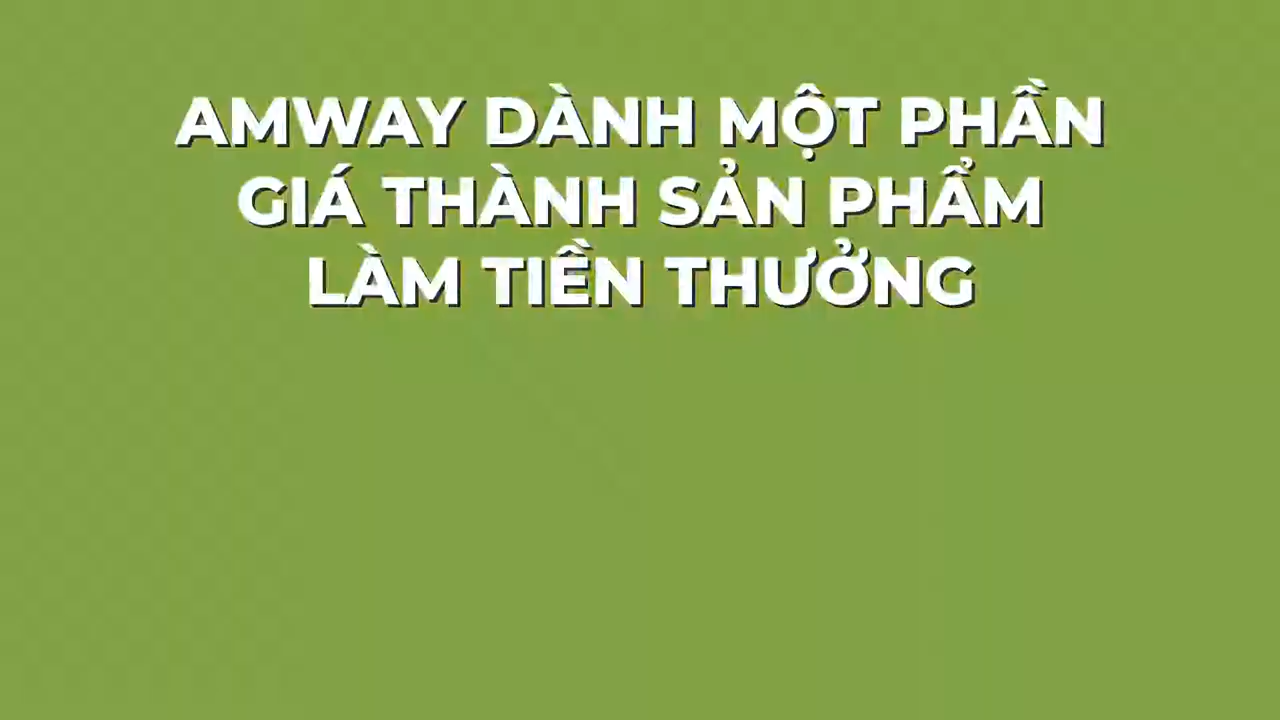 AMWAY DÀNH MỘT PHẦN
GIÁ THÀNH SẢN PHẨM
LÀM TIỀN THƯỞNG